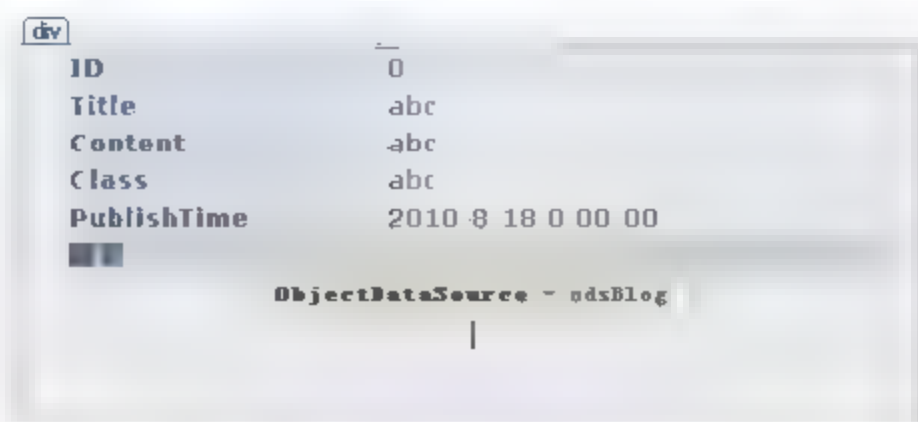 div
ID 0
Title abc
Content abc
Class abc
PublishTime 2010 8 18 0 00 00
ObjectDataSource - odsBlog